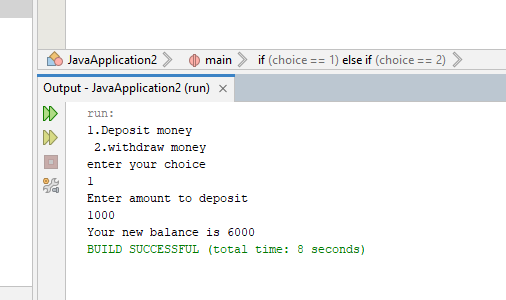 JavaApplication2 main if (choice == 1) else if (choice == 2)
Output - JavaApplication2 (run) ×
run:
1.Deposit money
 2.withdraw money
enter your choice
1
Enter amount to deposit
1000
Your new balance is 6000
BUILD SUCCESSFUL (total time: 8 seconds)